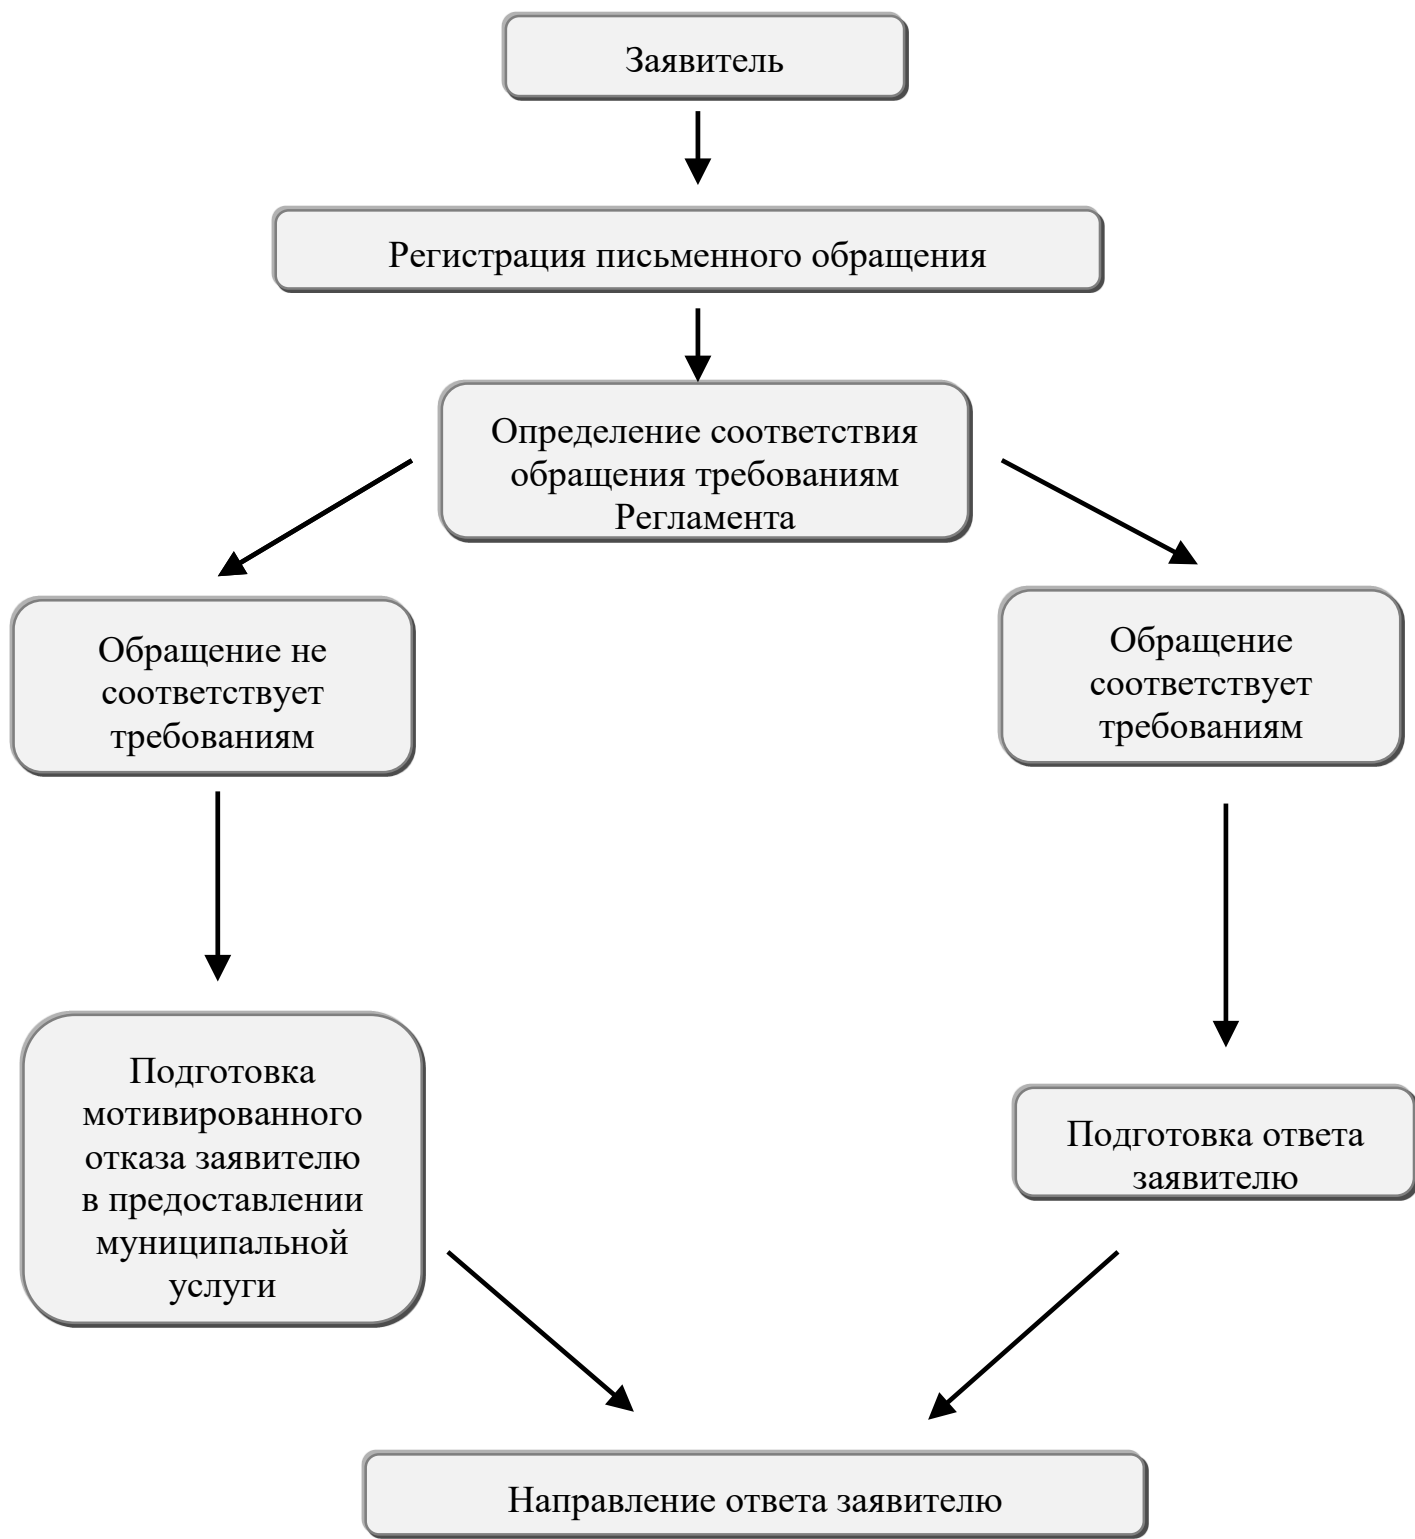 Заявитель
Регистрация письменного обращения
Определение соответствия
обращения требованиям
Регламента
Обращение не
соответствует
требованиям
Обращение
соответствует
требованиям
Подготовка
мотивированного
отказа заявителю
в предоставлении
муниципальной
услуги
Подготовка ответа
заявителю
Направление ответа заявителю